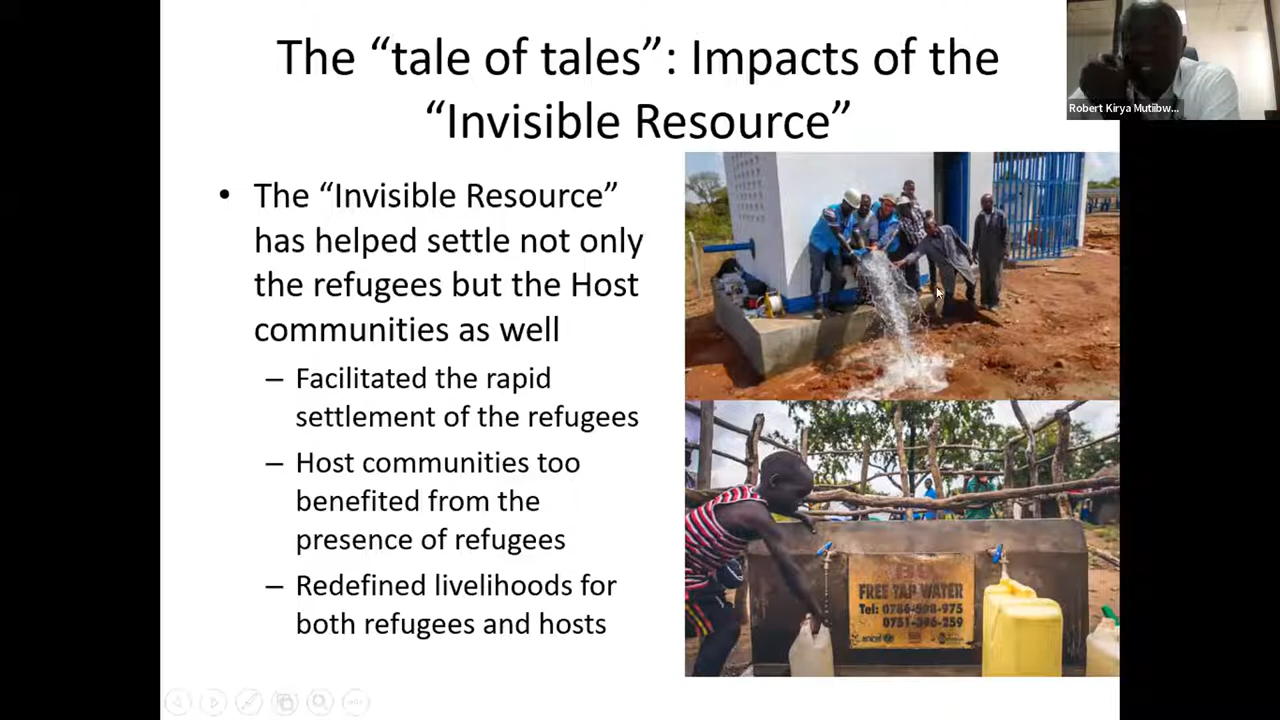 The “tale of tales”: Impacts of the
“Invisible Resource”
Robert Kirya Mutiibw...
• The “Invisible Resource”
has helped settle not only
the refugees but the Host
communities as well
– Facilitated the rapid
settlement of the refugees
– Host communities too
benefited from the
presence of refugees
– Redefined livelihoods for
both refugees and hosts
FREE TAP WATER
unicef